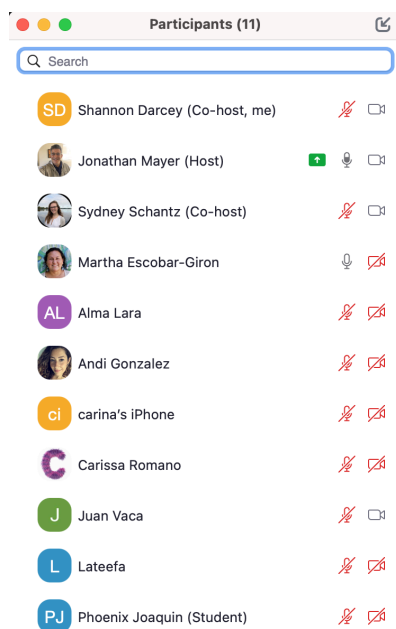 Participants (11)
Search
SD Shannon Darcey (Co-host, me)
Jonathan Mayer (Host)
Sydney Schantz (Co-host)
Martha Escobar-Giron
AL Alma Lara
Andi Gonzalez
ci carina's iPhone
C Carissa Romano
J Juan Vaca
L Lateefa
PJ Phoenix Joaquin (Student)